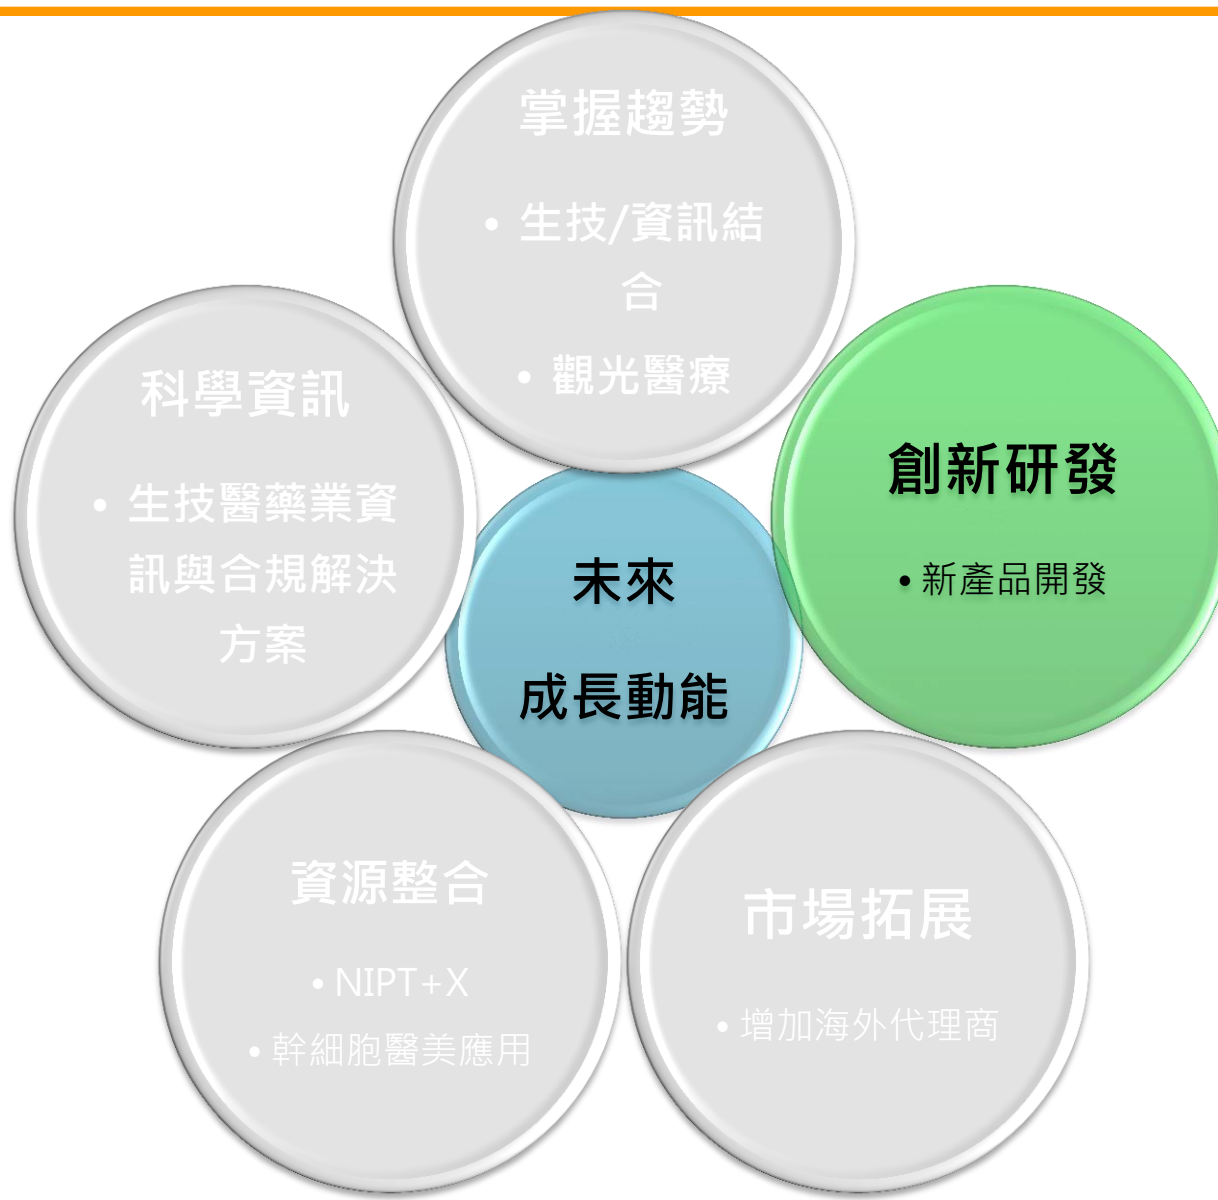 掌握趨勢
• 生技/資訊結
合
• 觀光醫療
科學資訊
• 生技醫藥業資
訊與合規解決
方案
創新研發
• 新產品開發
未來
成長動能
資源整合
• NIPT+X
• 幹細胞醫美應用
市場拓展
• 增加海外代理商